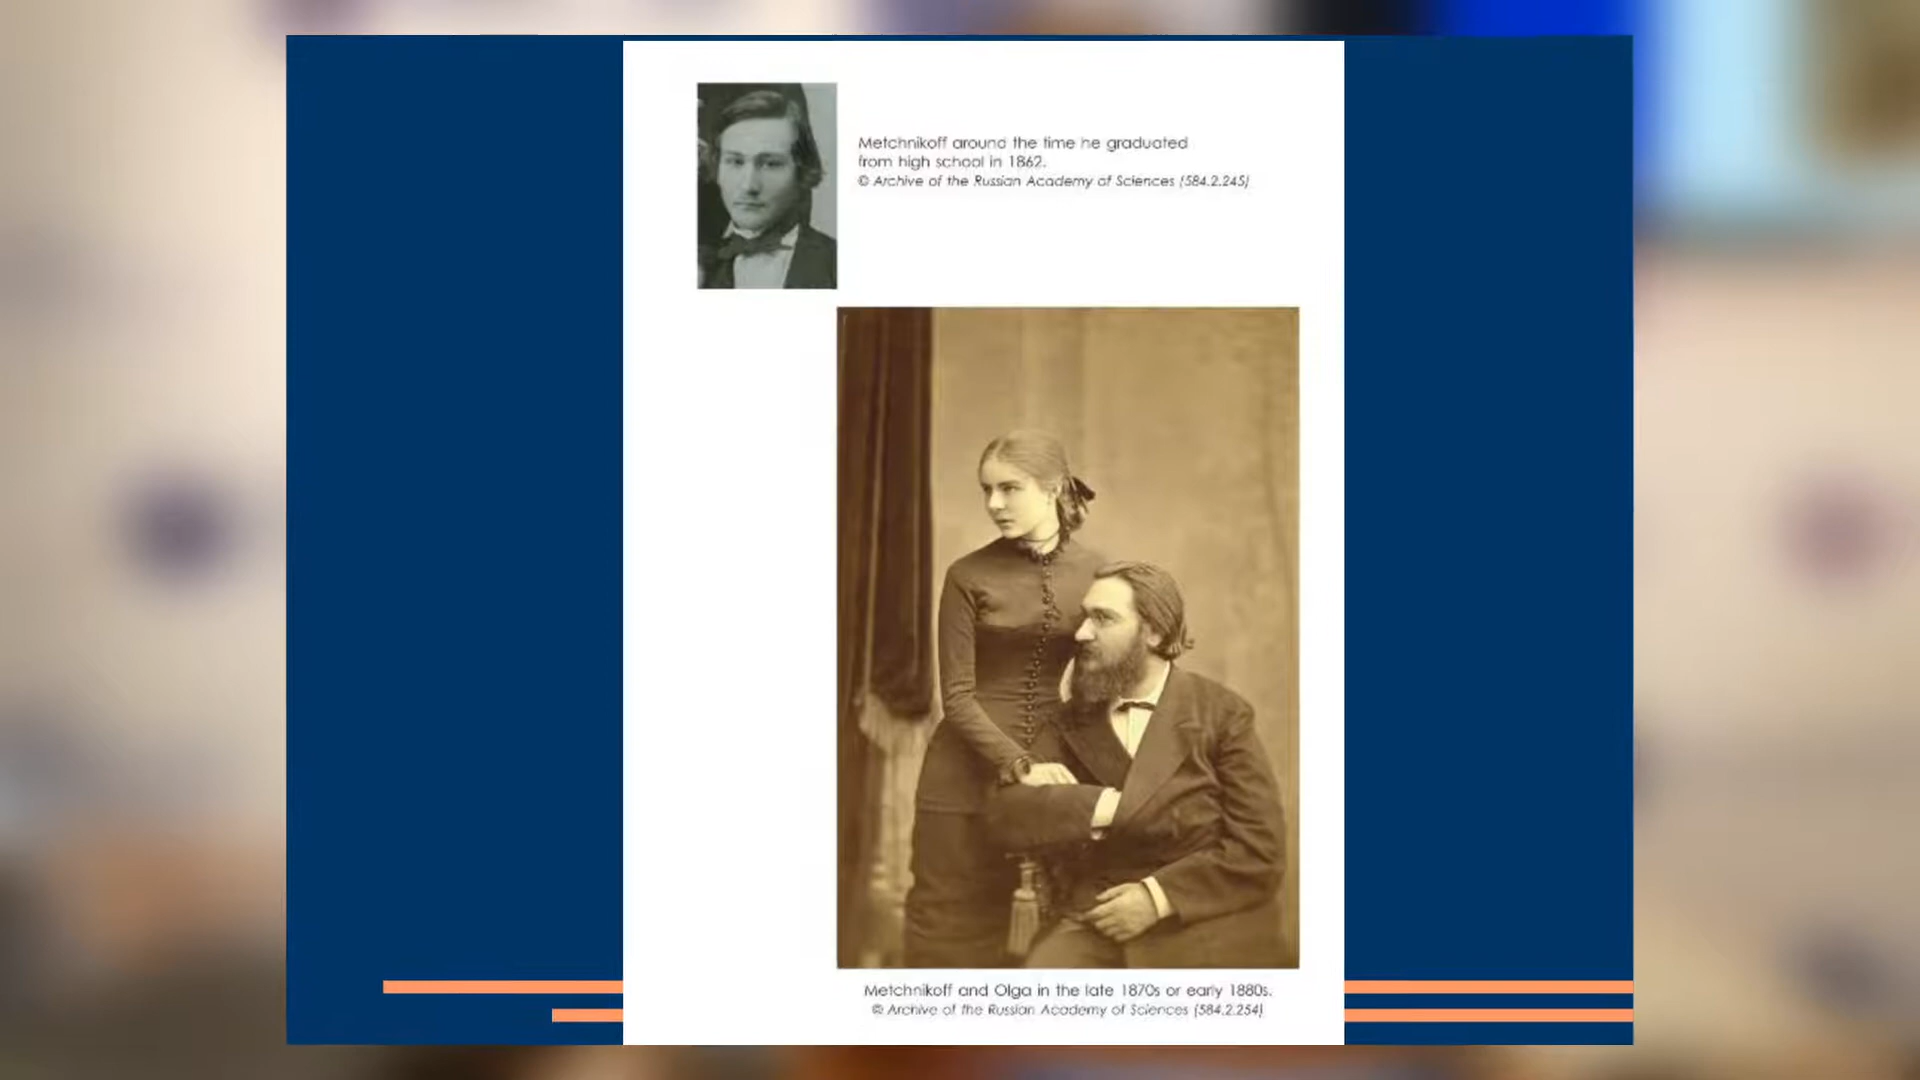 Metchnikoff around the time he graduated
from high school in 1862.
© Archive of the Russian Academy of Sciences (584.2.245)
Metchnikoff and Olga in the late 1870s or early 1880s.
© Archive of the Russian Academy of Sciences (584.2.254)